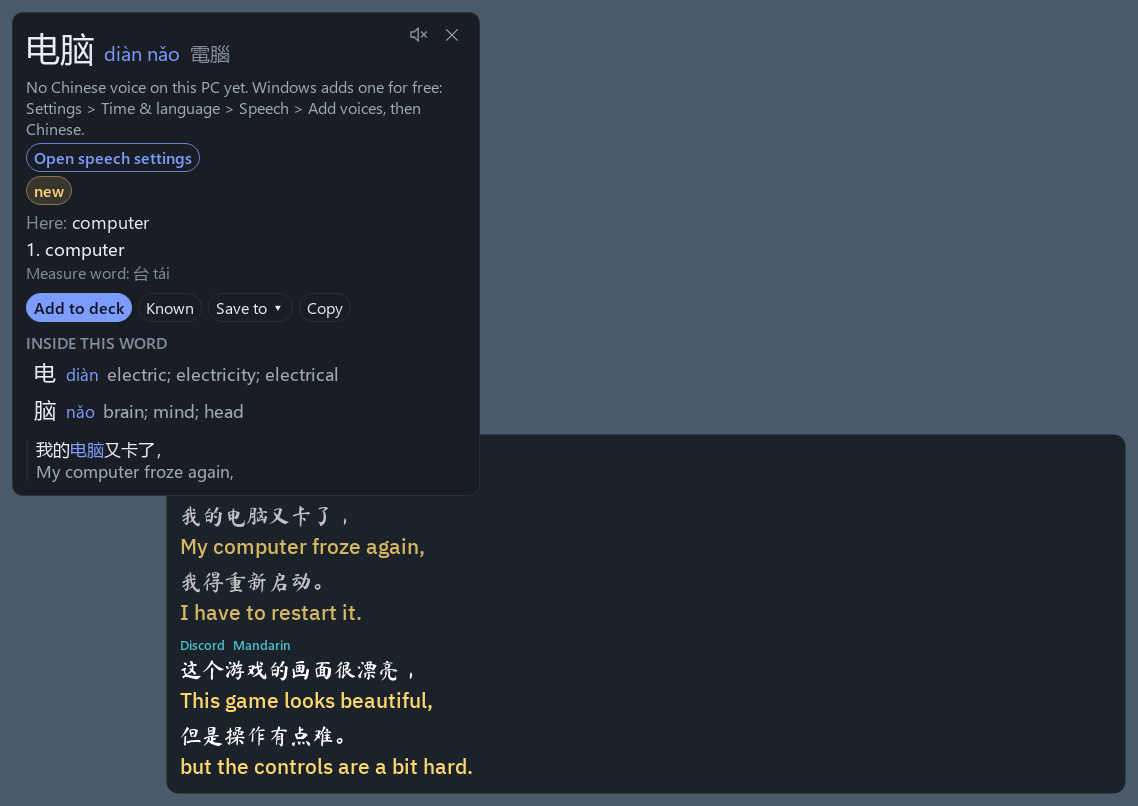 电脑 diàn nǎo 電腦
No Chinese voice on this PC yet. Windows adds one for free:
Settings > Time & language > Speech > Add voices, then
Chinese.
Open speech settings
new
Here: computer
1. computer
Measure word: 台 tái
Add to deck Known Save to ▾ Copy
INSIDE THIS WORD
电 diàn electric; electricity; electrical
脑 nǎo brain; mind; head
我的电脑又卡了，
My computer froze again,
我的电脑又卡了，
My computer froze again,
我得重新启动。
I have to restart it.
Discord Mandarin
这个游戏的画面很漂亮，
This game looks beautiful,
但是操作有点难。
but the controls are a bit hard.